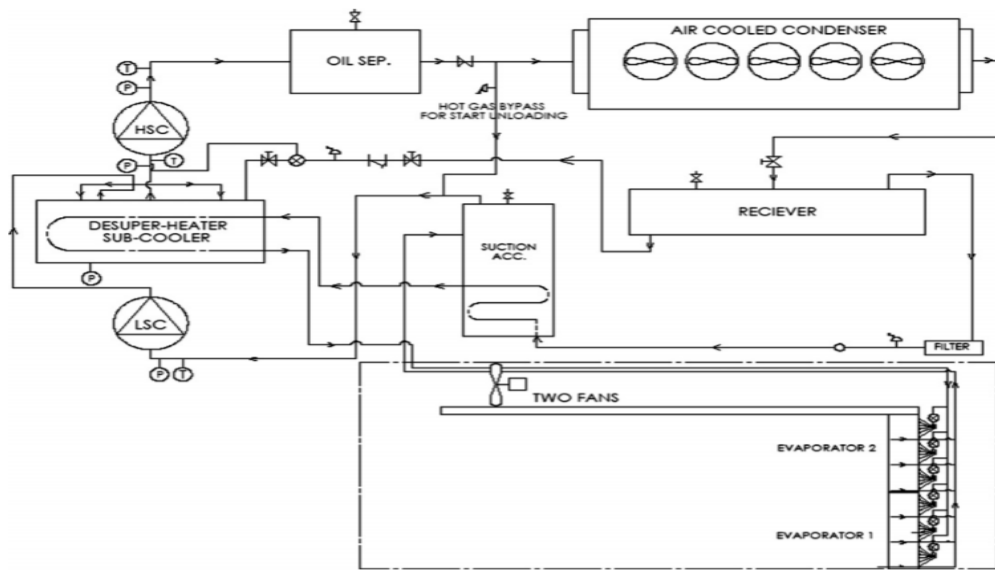 AIR COOLED CONDENSER
OIL SEP.
T
P
HOT GAS BYPASS
FOR START UNLOADING
HSC
P
T
RECIEVER
DESUPER-HEATER
SUB-COOLER
SUCTION
ACC.
P
LSC
FILTER
P
T
TWO FANS
EVAPORATOR 2
EVAPORATOR 1